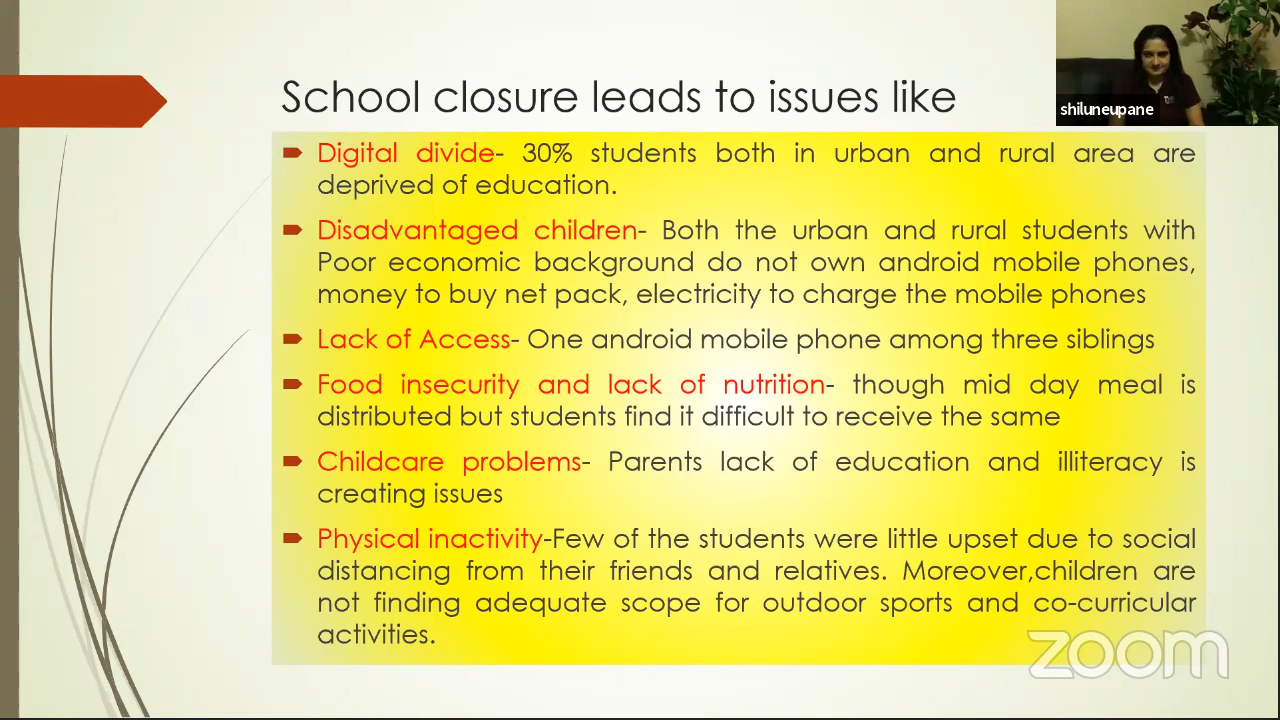 School closure leads to issues like
shiluneupane
Digital divide- 30% students both in urban and rural area are
deprived of education.
Disadvantaged children- Both the urban and rural students with
Poor economic background do not own android mobile phones,
money to buy net pack, electricity to charge the mobile phones
Lack of Access- One android mobile phone among three siblings
Food insecurity and lack of nutrition- though mid day meal is
distributed but students find it difficult to receive the same
Childcare problems- Parents lack of education and illiteracy is
creating issues
Physical inactivity-Few of the students were little upset due to social
distancing from their friends and relatives. Moreover,children are
not finding adequate scope for outdoor sports and co-curricular
activities.
zoom